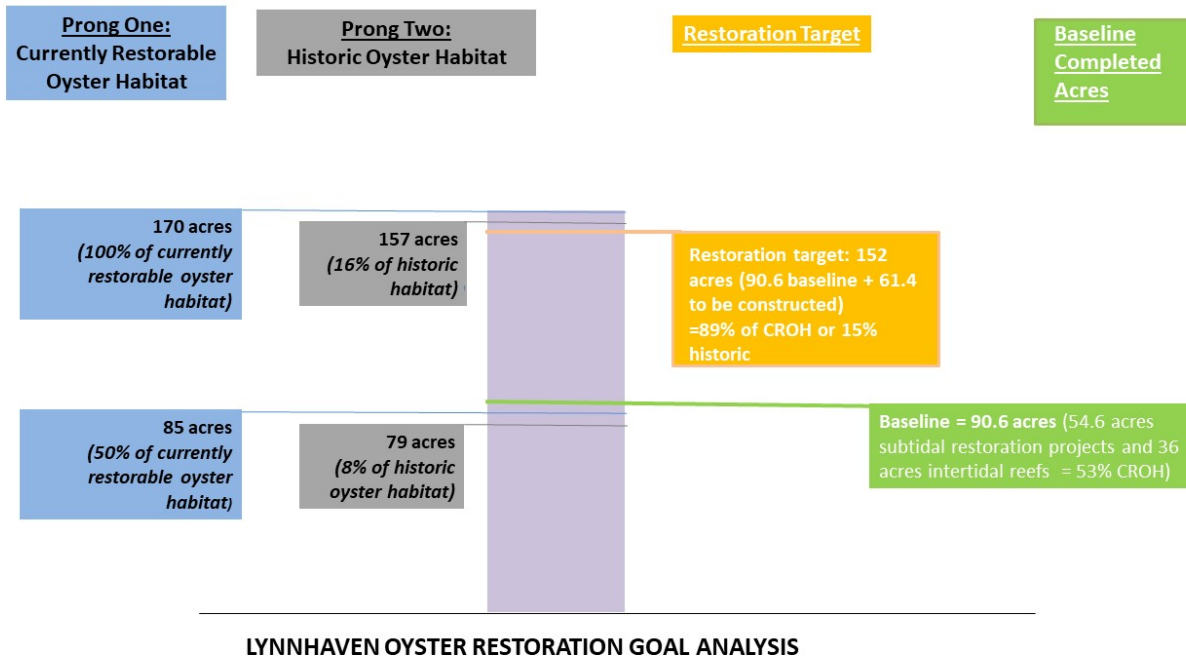 Prong One:
Currently Restorable
Oyster Habitat
Prong Two:
Historic Oyster Habitat
Restoration Target
Baseline
Completed
Acres
170 acres
(100% of currently
restorable oyster
habitat)
157 acres
(16% of historic
habitat)
Restoration target: 152
acres (90.6 baseline + 61.4
to be constructed)
=89% of CROH or 15%
historic
85 acres
(50% of currently
restorable oyster
habitat)
79 acres
(8% of historic
oyster habitat)
Baseline = 90.6 acres (54.6 acres
subtidal restoration projects and 36
acres intertidal reefs = 53% CROH)
LYNNHAVEN OYSTER RESTORATION GOAL ANALYSIS